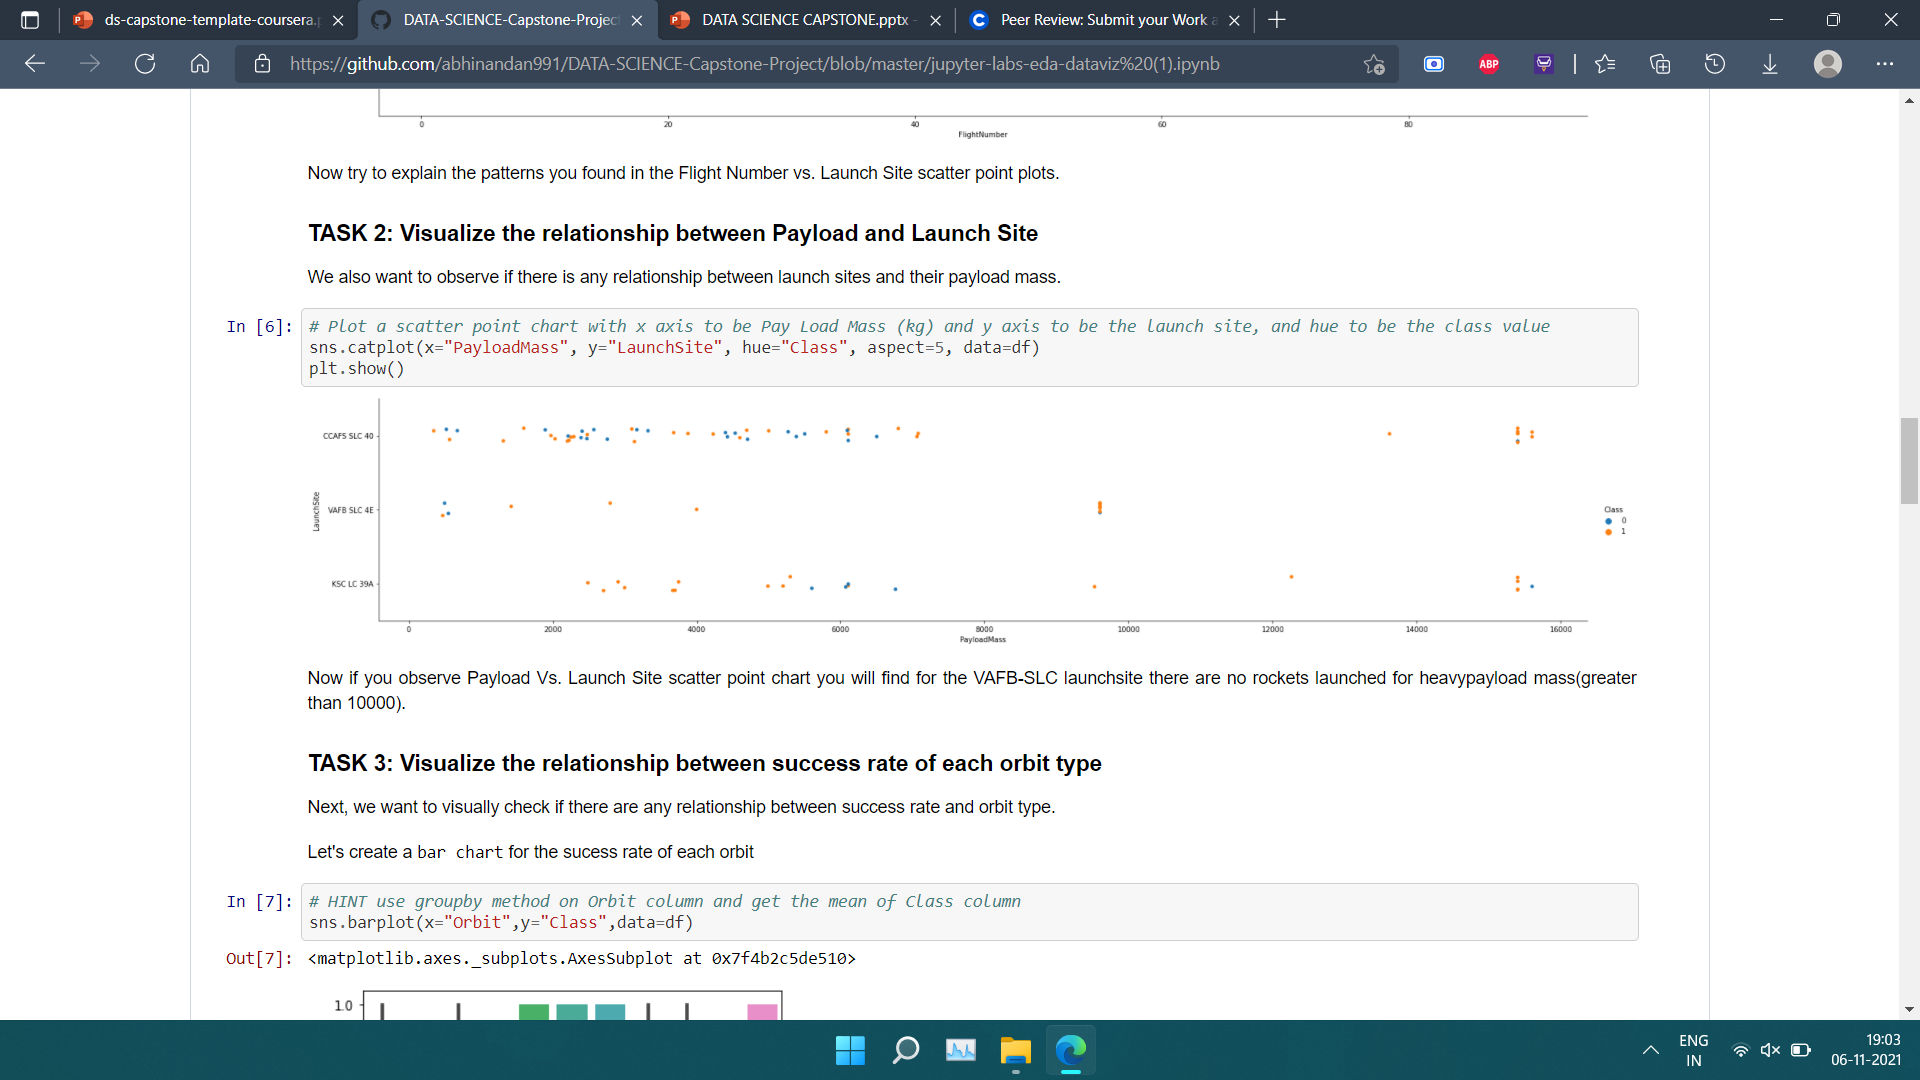 ds-capstone-template-coursera.p
DATA-SCIENCE-Capstone-Projec
DATA SCIENCE CAPSTONE.pptx -
Peer Review: Submit your Work a
https://github.com/abhinandan991/DATA-SCIENCE-Capstone-Project/blob/master/jupyter-labs-eda-dataviz%20(1).ipynb
ABP
0 20 40 60 80
FlightNumber
Now try to explain the patterns you found in the Flight Number vs. Launch Site scatter point plots.
TASK 2: Visualize the relationship between Payload and Launch Site
We also want to observe if there is any relationship between launch sites and their payload mass.
In [6]: # Plot a scatter point chart with x axis to be Pay Load Mass (kg) and y axis to be the launch site, and hue to be the class value
sns.catplot(x="PayloadMass", y="LaunchSite", hue="Class", aspect=5, data=df)
plt.show()
CCAFS SLC 40
VAFB SLC 4E
KSC LC 39A
LaunchSite
Class
0
1
0 2000 4000 6000 8000 10000 12000 14000 16000
PayloadMass
Now if you observe Payload Vs. Launch Site scatter point chart you will find for the VAFB-SLC launchsite there are no rockets launched for heavypayload mass(greater
than 10000).
TASK 3: Visualize the relationship between success rate of each orbit type
Next, we want to visually check if there are any relationship between success rate and orbit type.
Let's create a bar chart for the sucess rate of each orbit
In [7]: # HINT use groupby method on Orbit column and get the mean of Class column
sns.barplot(x="Orbit",y="Class",data=df)
Out[7]: <matplotlib.axes._subplots.AxesSubplot at 0x7f4b2c5de510>
1.0
ENG
IN
19:03
06-11-2021